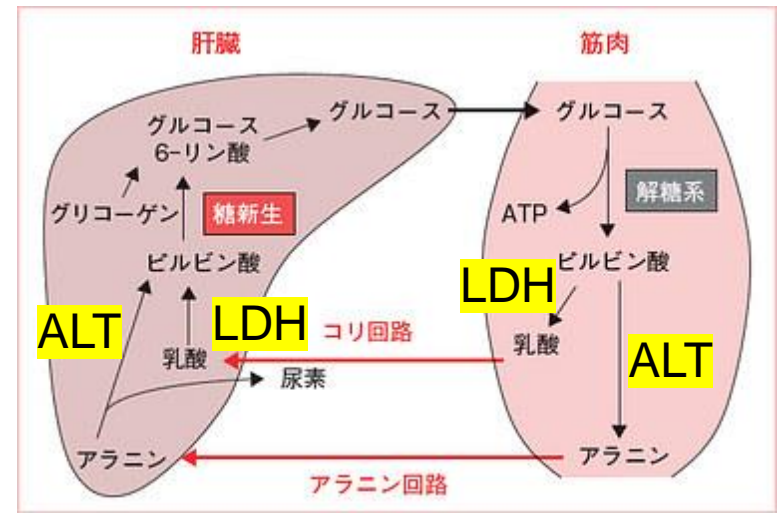 肝臓
筋肉
グルコース
グルコース
グルコース
6-リン酸
グリコーゲン
糖新生
ATP
解糖系
ピルビン酸
ピルビン酸
LDH
ALT
LDH
コリ回路
乳酸
乳酸
ALT
尿素
アラニン
アラニン
アラニン回路